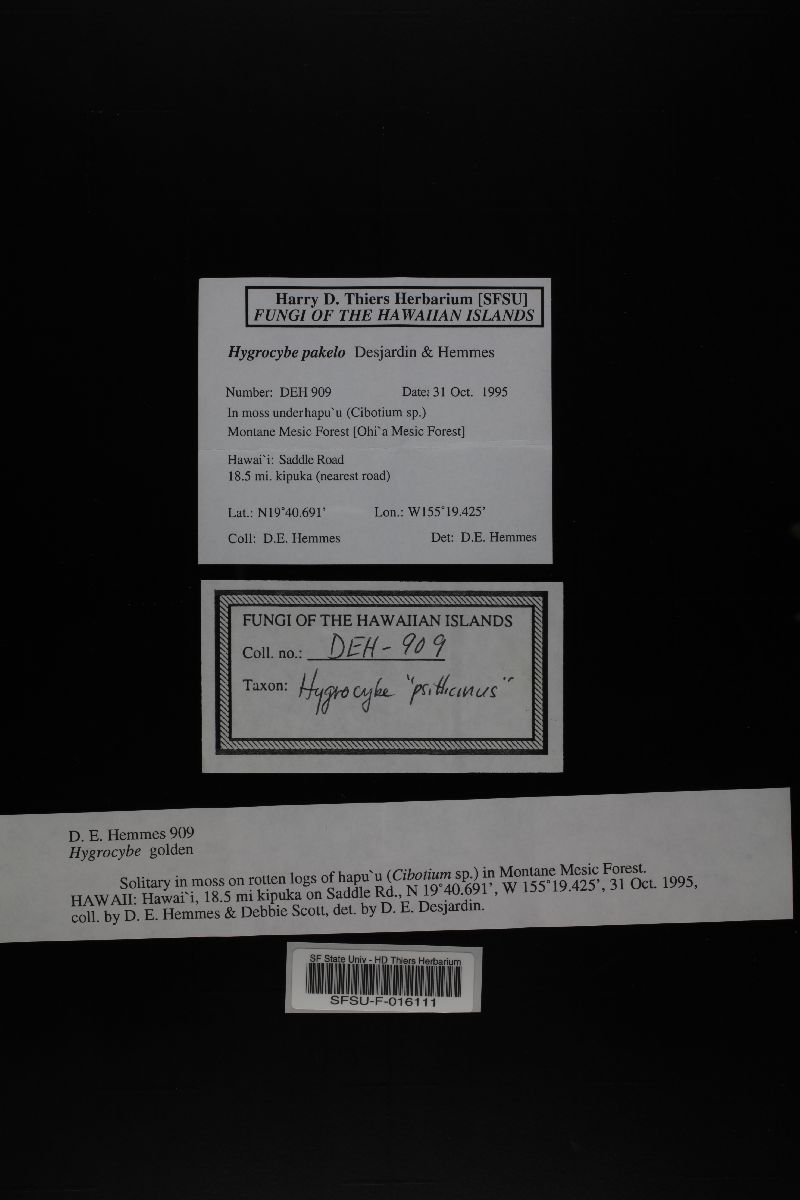 Harry D. Thiers Herbarium [SFSU]
FUNGI OF THE HAWAIIAN ISLANDS
Hygrocybe pakelo Desjardin & Hemmes
Number: DEH 909 Date: 31 Oct. 1995
In moss under hapu`u (Cibotium sp.)
Montane Mesic Forest [Ohi`a Mesic Forest]
Hawai`i: Saddle Road
18.5 mi. kipuka (nearest road)
Lat.: N19°40.691' Lon.: W155°19.425'
Coll: D.E. Hemmes Det: D.E. Hemmes
FUNGI OF THE HAWAIIAN ISLANDS
Coll. no.: DEH-909
Taxon: Hygrocybe "psitticinus"
D. E. Hemmes 909
Hygrocybe golden
Solitary in moss on rotten logs of hapu`u (Cibotium sp.) in Montane Mesic Forest.
HAWAII: Hawai`i, 18.5 mi kipuka on Saddle Rd., N 19°40.691', W 155°19.425', 31 Oct. 1995,
coll. by D. E. Hemmes & Debbie Scott, det. by D. E. Desjardin.
SF State Univ - HD Thiers Herbarium
SFSU-F-016111